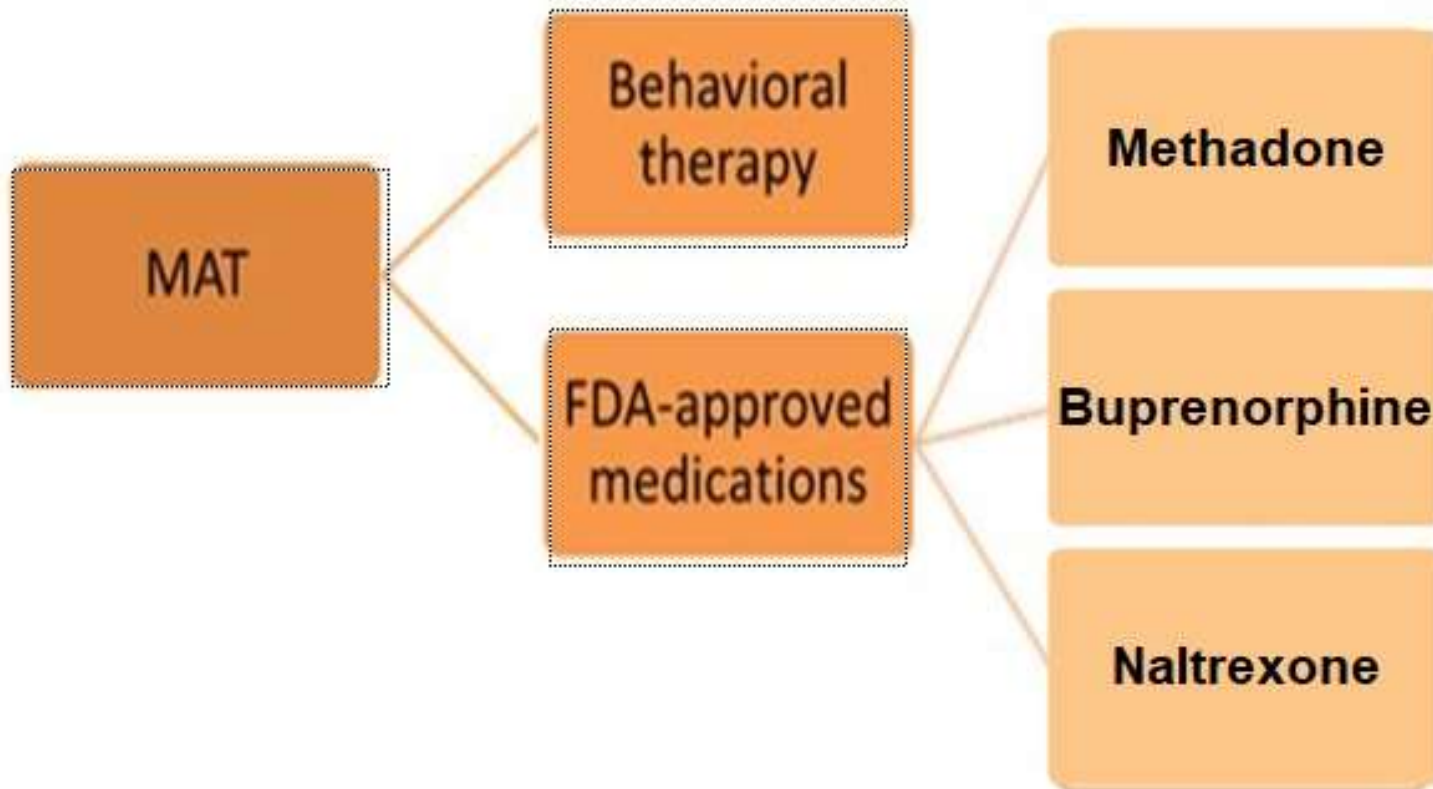 MAT
Behavioral
therapy
FDA-approved
medications
Methadone
Buprenorphine
Naltrexone